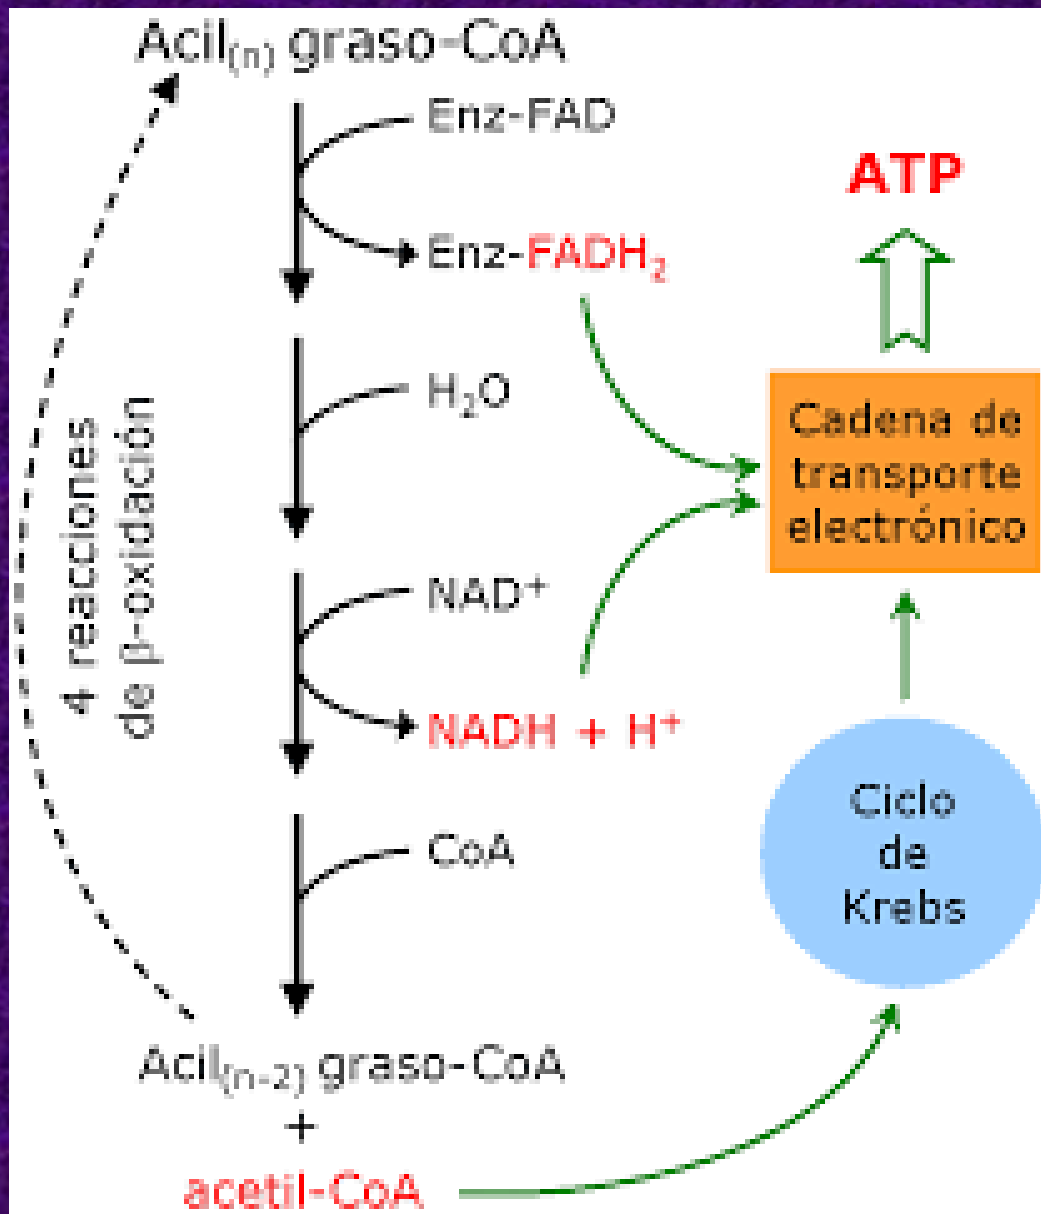 Acil(n) graso-CoA
Enz-FAD
Enz-FADH₂
H₂O
NAD⁺
NADH + H⁺
CoA
4 reacciones
de β-oxidación
Acil(n-2) graso-CoA
+
acetil-CoA
ATP
Cadena de
transporte
electrónico
Ciclo
de
Krebs